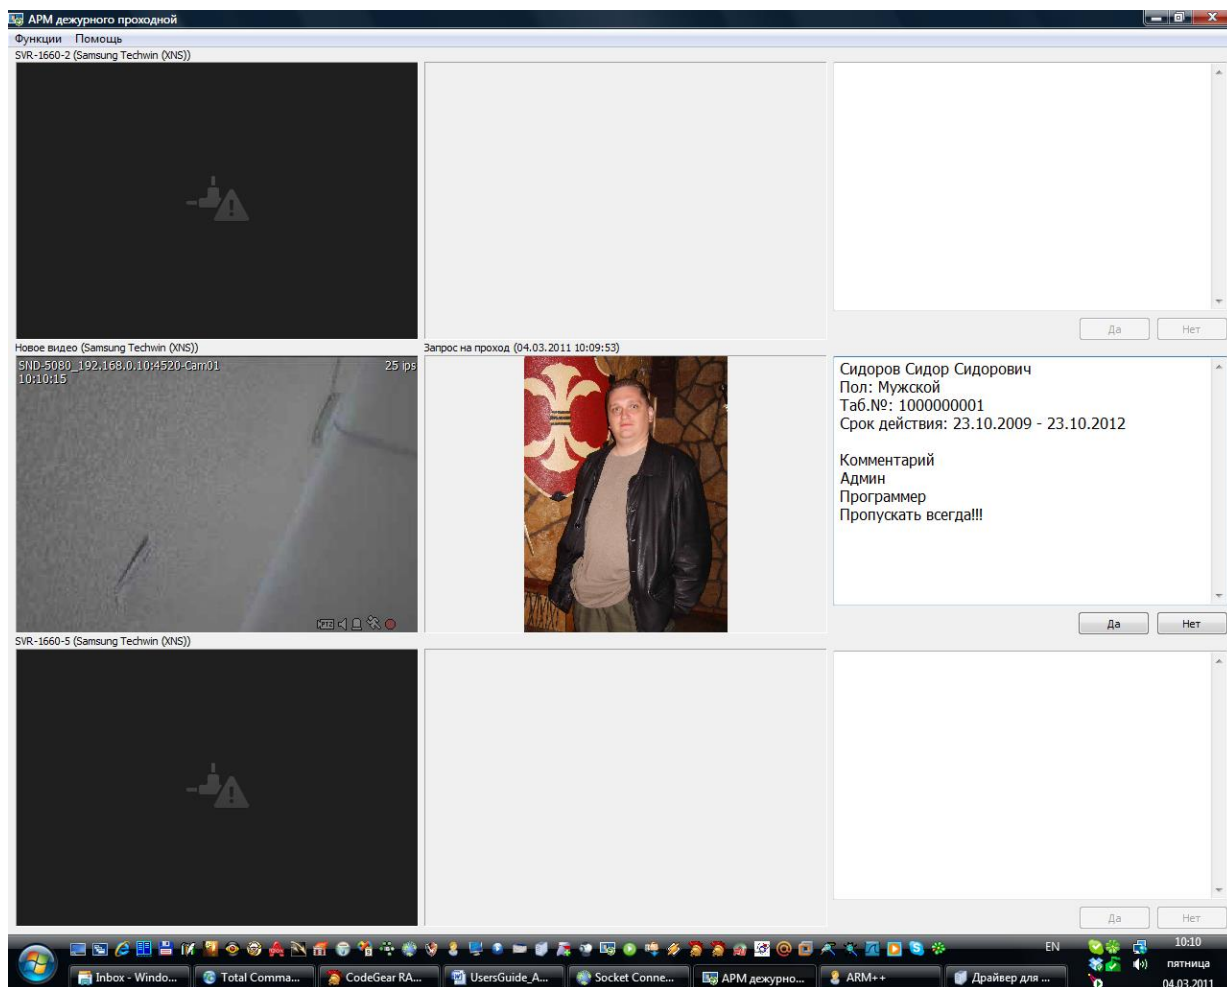 АРМ дежурного проходной
Функции Помощь
SVR-1660-2 (Samsung Techwin (XNS))
Да Нет
Новое видео (Samsung Techwin (XNS))
Запрос на проход (04.03.2011 10:09:53)
SND-5080_192.168.0.10:4520-Cam01 25 ips
10:10:15
PTZ
Сидоров Сидор Сидорович
Пол: Мужской
Таб.№: 1000000001
Срок действия: 23.10.2009 - 23.10.2012
Комментарий
Админ
Программер
Пропускать всегда!!!
Да Нет
SVR-1660-5 (Samsung Techwin (XNS))
Да Нет
EN 10:10
пятница
04.03.2011
Inbox - Windo... Total Comma... CodeGear RA... UsersGuide_A... Socket Conne... АРМ дежурно... ARM++ Драйвер для ...